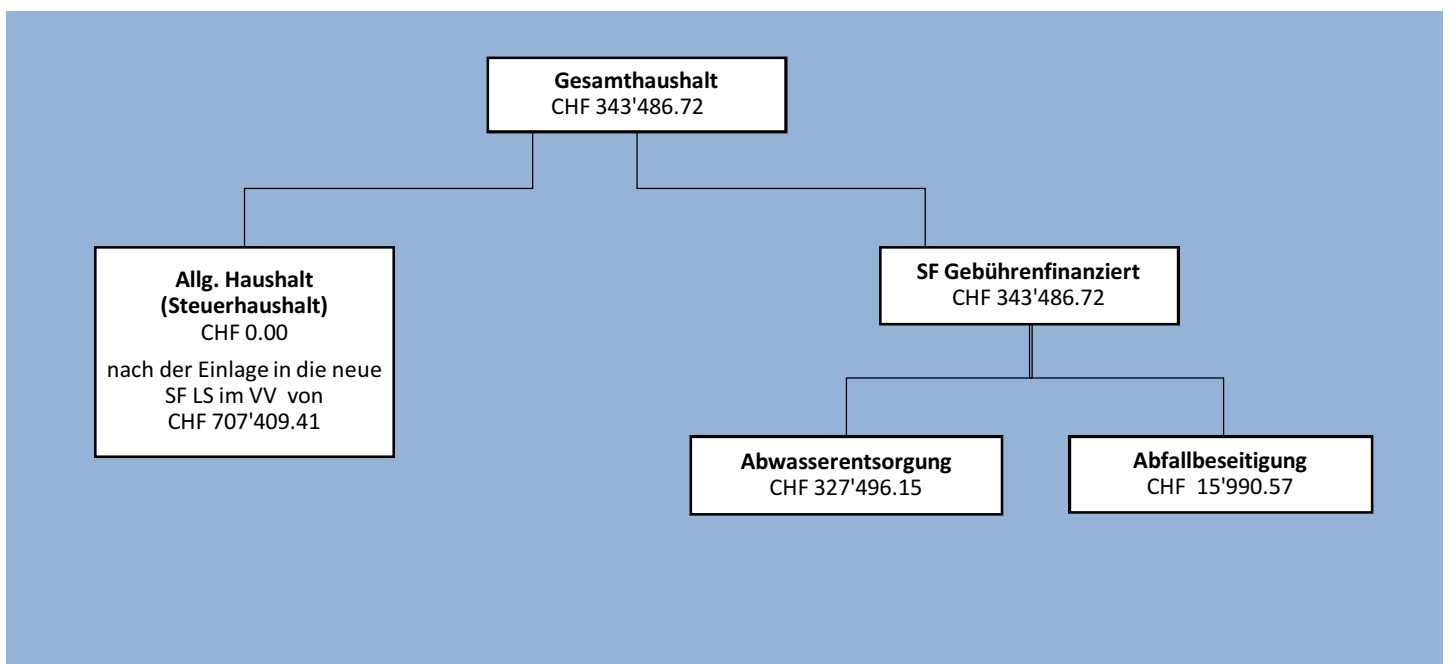 Gesamthaushalt
CHF 343'486.72
Allg. Haushalt
(Steuerhaushalt)
CHF 0.00
nach der Einlage in die neue
SF LS im VV von
CHF 707'409.41
SF Gebührenfinanziert
CHF 343'486.72
Abwasserentsorgung
CHF 327'496.15
Abfallbeseitigung
CHF 15'990.57